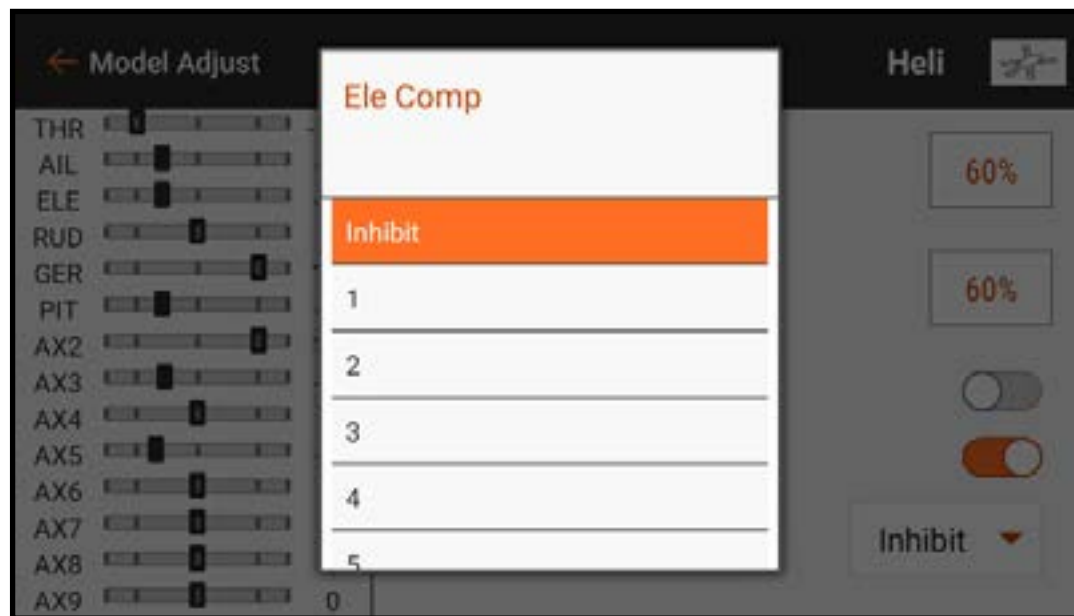 ← Model Adjust
Heli
Ele Comp
Inhibit
1
2
3
4
5
THR
AIL
ELE
RUD
GER
PIT
AX2
AX3
AX4
AX5
AX6
AX7
AX8
AX9
0
60%
60%
Inhibit